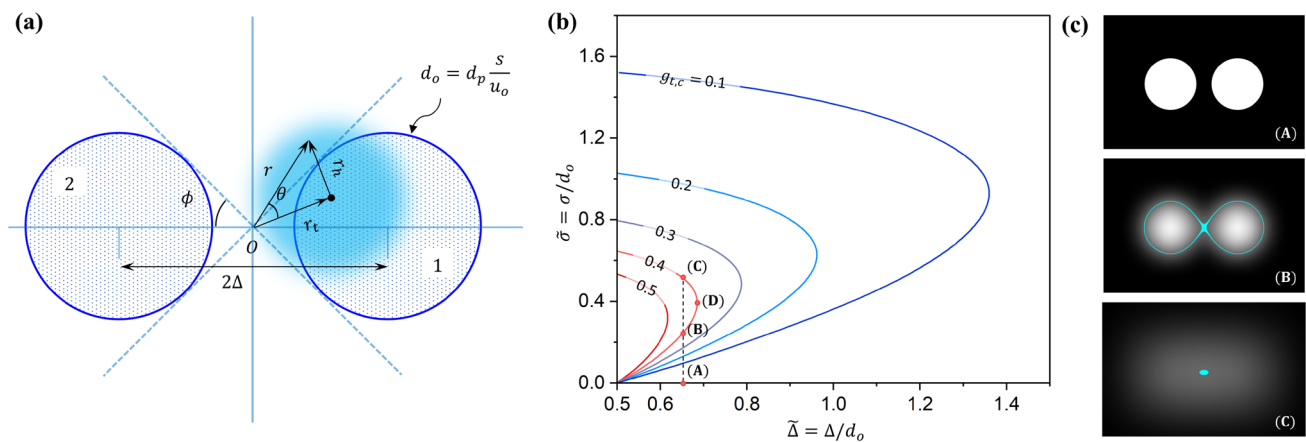 (a)
d_o = d_p s/u_o
2
1
ϕ
r
θ
r_h
r_t
O
2Δ
(b)
σ̃ = σ/d_o
1.6
1.2
0.8
0.4
0.0
g_{t,c} = 0.1
0.2
0.3
0.4
0.5
(C)
(D)
(B)
(A)
0.5 0.6 0.8 1.0 1.2 1.4
Δ̃ = Δ/d_o
(c)
(A)
(B)
(C)